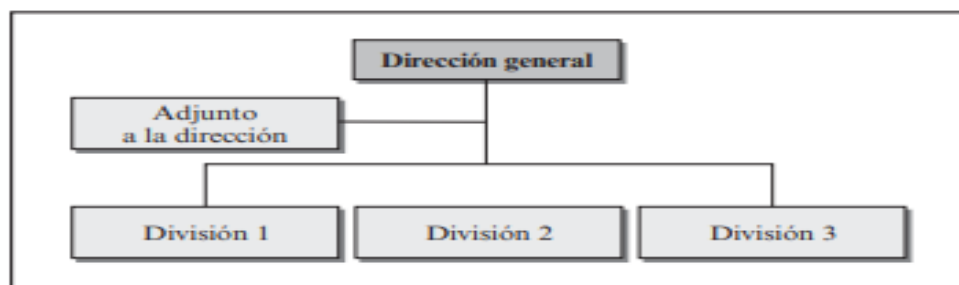 Dirección general
Adjunto
a la dirección
División 1
División 2
División 3